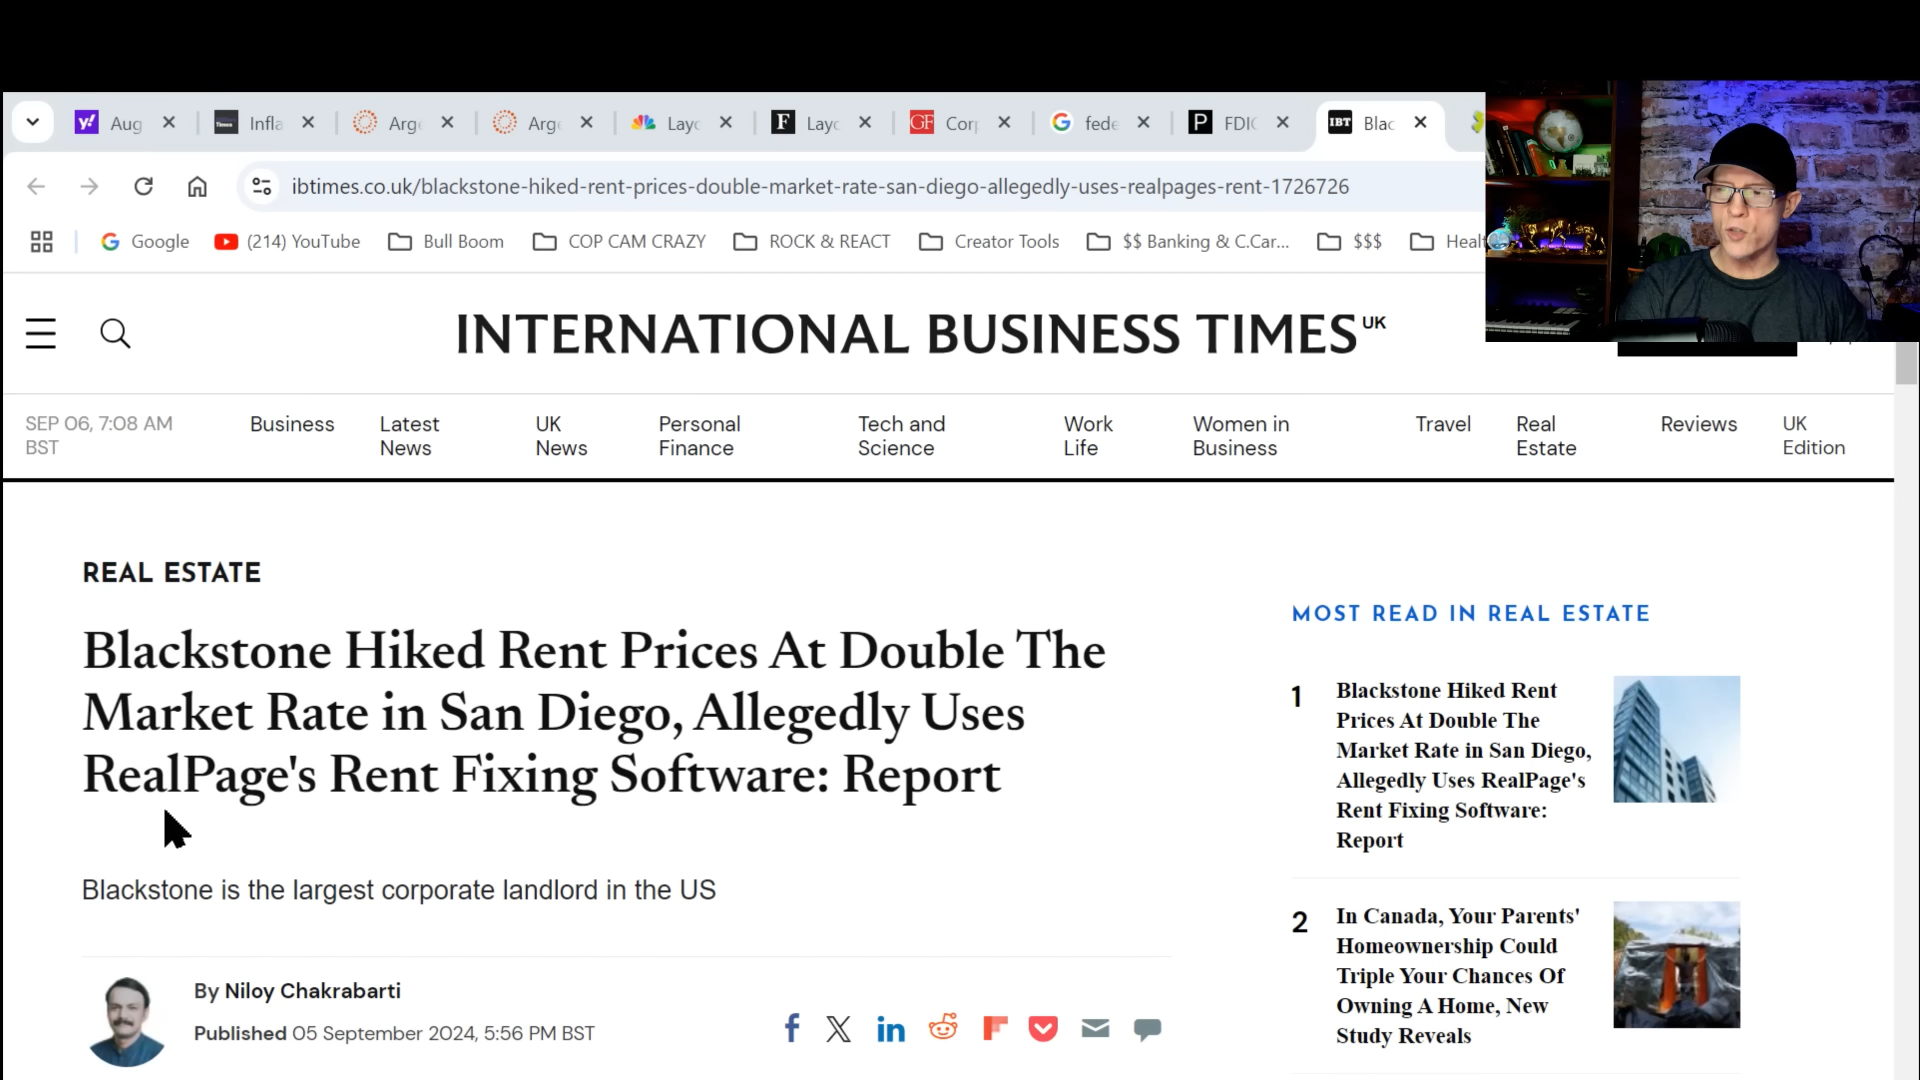 Aug
Infla
Arge
Arge
Layo
Layo
GF Corp
fede
P FDIC
IBT Blac
ibtimes.co.uk/blackstone-hiked-rent-prices-double-market-rate-san-diego-allegedly-uses-realpages-rent-1726726
Google
(214) YouTube
Bull Boom
COP CAM CRAZY
ROCK & REACT
Creator Tools
$$ Banking & C.Car...
$$$
Healt
INTERNATIONAL BUSINESS TIMES UK
SEP 06, 7:08 AM
BST
Business
Latest
News
UK
News
Personal
Finance
Tech and
Science
Work
Life
Women in
Business
Travel
Real
Estate
Reviews
UK
Edition
REAL ESTATE
Blackstone Hiked Rent Prices At Double The
Market Rate in San Diego, Allegedly Uses
RealPage's Rent Fixing Software: Report
Blackstone is the largest corporate landlord in the US
By Niloy Chakrabarti
Published 05 September 2024, 5:56 PM BST
MOST READ IN REAL ESTATE
1
Blackstone Hiked Rent
Prices At Double The
Market Rate in San Diego,
Allegedly Uses RealPage's
Rent Fixing Software:
Report
2
In Canada, Your Parents'
Homeownership Could
Triple Your Chances Of
Owning A Home, New
Study Reveals